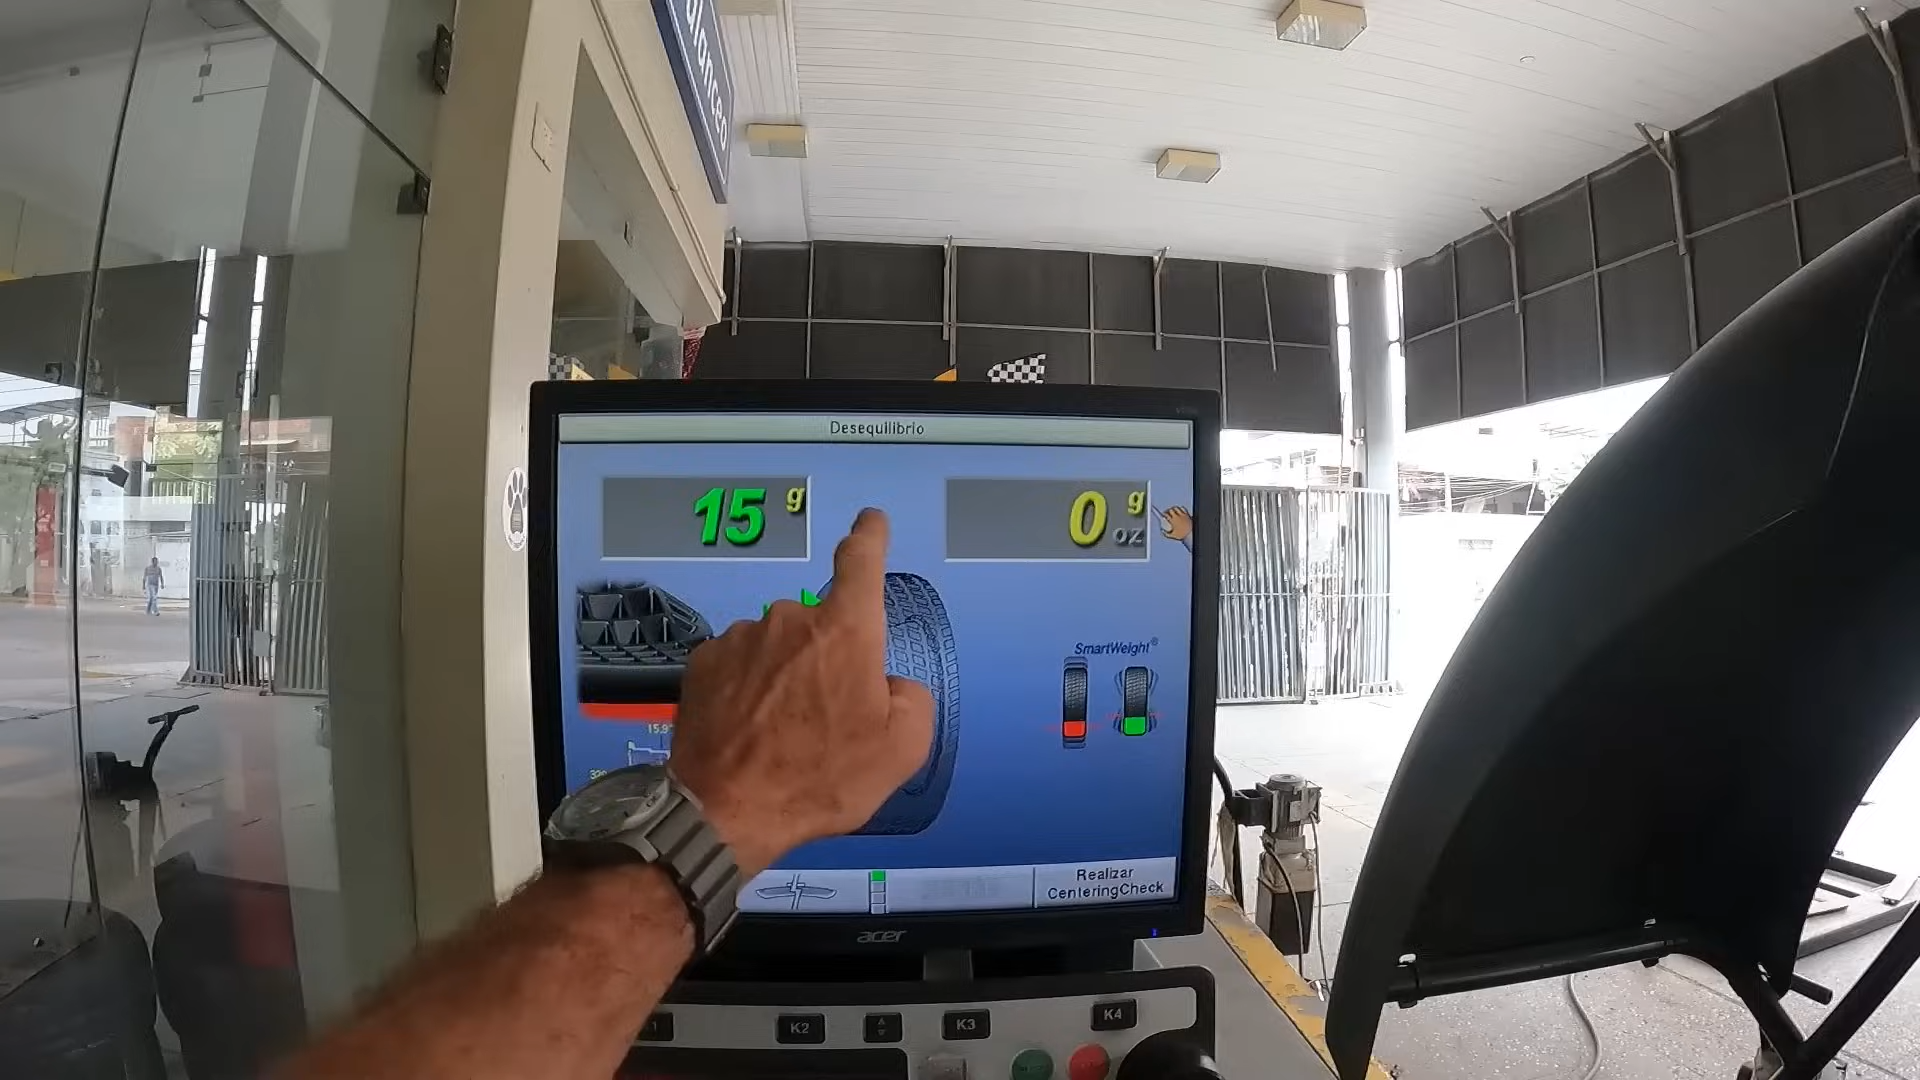 Desequilibrio
15 g
0 g
oz
SmartWeight®
Realizar
CenteringCheck
acer
K2
K3
K4